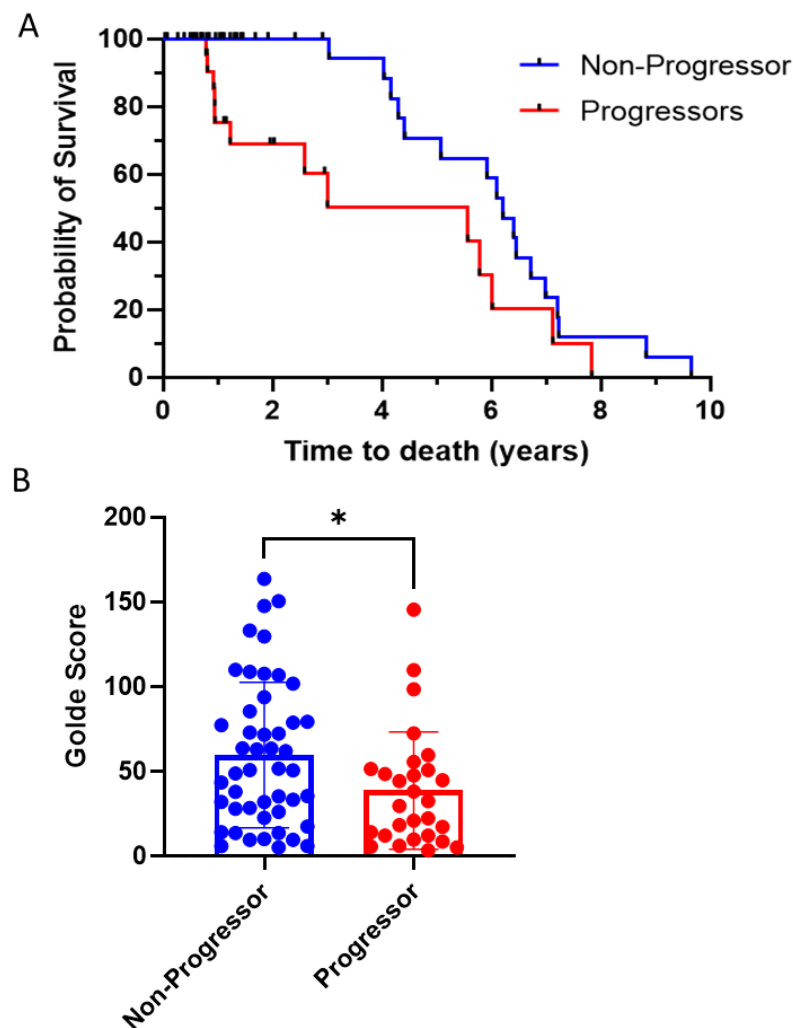 A
Probability of Survival
100
80
60
40
20
0
Non-Progressor
Progressors
0 2 4 6 8 10
Time to death (years)
B
Golde Score
200
150
100
50
0
*
Non-Progressor
Progressor